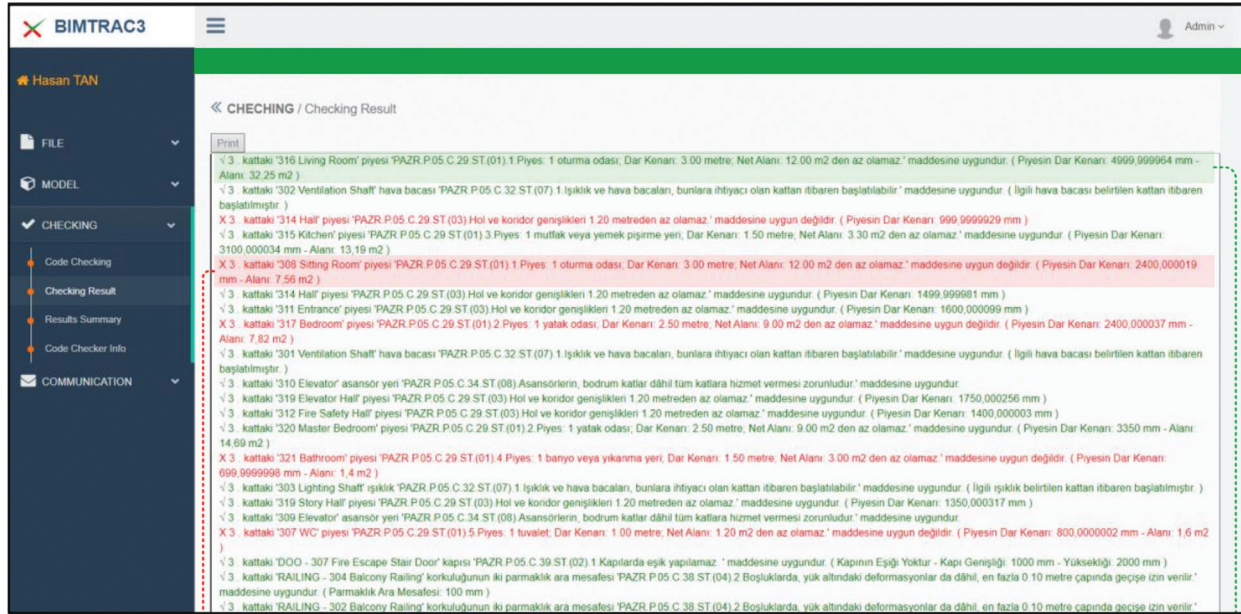 BIMTRAC3
Admin
Hasan TAN
CHECHING / Checking Result
FILE
Print
√ 3 . kattaki '316 Living Room' piyesi 'PAZR.P.05.C.29.ST.(01).1.Piyes: 1 oturma odası; Dar Kenarı: 3.00 metre; Net Alanı: 12.00 m2 den az olamaz.' maddesine uygundur. ( Piyesin Dar Kenarı: 4999,999964 mm -
Alanı: 32,25 m2 )
MODEL
√ 3 . kattaki '302 Ventilation Shaft' hava bacası 'PAZR.P.05.C.32.ST.(07).1.Işıklık ve hava bacaları, bunlara ihtiyacı olan kattan itibaren başlatılabilir.' maddesine uygundur. ( İlgili hava bacası belirtilen kattan itibaren
başlatılmıştır. )
X 3 . kattaki '314 Hall' piyesi 'PAZR.P.05.C.29.ST.(03).Hol ve koridor genişlikleri 1.20 metreden az olamaz.' maddesine uygun değildir. ( Piyesin Dar Kenarı: 999,9999929 mm )
CHECKING
√ 3 . kattaki '315 Kitchen' piyesi 'PAZR.P.05.C.29.ST.(01).3.Piyes: 1 mutfak veya yemek pişirme yeri; Dar Kenarı: 1.50 metre; Net Alanı: 3.30 m2 den az olamaz.' maddesine uygundur. ( Piyesin Dar Kenarı:
3100,000034 mm - Alanı: 13,19 m2 )
Code Checking
X 3 . kattaki '308 Sitting Room' piyesi 'PAZR.P.05.C.29.ST.(01).1.Piyes: 1 oturma odası; Dar Kenarı: 3.00 metre; Net Alanı: 12.00 m2 den az olamaz.' maddesine uygun değildir. ( Piyesin Dar Kenarı: 2400,000019
mm - Alanı: 7,56 m2 )
Checking Result
√ 3 . kattaki '314 Hall' piyesi 'PAZR.P.05.C.29.ST.(03).Hol ve koridor genişlikleri 1.20 metreden az olamaz.' maddesine uygundur. ( Piyesin Dar Kenarı: 1499,999981 mm )
√ 3 . kattaki '311 Entrance' piyesi 'PAZR.P.05.C.29.ST.(03).Hol ve koridor genişlikleri 1.20 metreden az olamaz.' maddesine uygundur. ( Piyesin Dar Kenarı: 1600,000099 mm )
Results Summary
X 3 . kattaki '317 Bedroom' piyesi 'PAZR.P.05.C.29.ST.(01).2.Piyes: 1 yatak odası; Dar Kenarı: 2.50 metre; Net Alanı: 9.00 m2 den az olamaz.' maddesine uygun değildir. ( Piyesin Dar Kenarı: 2400,000037 mm -
Alanı: 7,82 m2 )
Code Checker Info
√ 3 . kattaki '301 Ventilation Shaft' hava bacası 'PAZR.P.05.C.32.ST.(07).1.Işıklık ve hava bacaları, bunlara ihtiyacı olan kattan itibaren başlatılabilir.' maddesine uygundur. ( İlgili hava bacası belirtilen kattan itibaren
başlatılmıştır. )
COMMUNICATION
√ 3 . kattaki '310 Elevator' asansör yeri 'PAZR.P.05.C.34.ST.(08).Asansörlerin, bodrum katlar dâhil tüm katlara hizmet vermesi zorunludur.' maddesine uygundur.
√ 3 . kattaki '319 Elevator Hall' piyesi 'PAZR.P.05.C.29.ST.(03).Hol ve koridor genişlikleri 1.20 metreden az olamaz.' maddesine uygundur. ( Piyesin Dar Kenarı: 1750,000256 mm )
√ 3 . kattaki '312 Fire Safety Hall' piyesi 'PAZR.P.05.C.29.ST.(03).Hol ve koridor genişlikleri 1.20 metreden az olamaz.' maddesine uygundur. ( Piyesin Dar Kenarı: 1400,000003 mm )
√ 3 . kattaki '320 Master Bedroom' piyesi 'PAZR.P.05.C.29.ST.(01).2.Piyes: 1 yatak odası; Dar Kenarı: 2.50 metre; Net Alanı: 9.00 m2 den az olamaz.' maddesine uygundur. ( Piyesin Dar Kenarı: 3350 mm - Alanı:
14,69 m2 )
X 3 . kattaki '321 Bathroom' piyesi 'PAZR.P.05.C.29.ST.(01).4.Piyes: 1 banyo veya yıkanma yeri; Dar Kenarı: 1.50 metre; Net Alanı: 3.00 m2 den az olamaz.' maddesine uygun değildir. ( Piyesin Dar Kenarı:
699,9999998 mm - Alanı: 1,4 m2 )
√ 3 . kattaki '303 Lighting Shaft' ışıklık 'PAZR.P.05.C.32.ST.(07).1.Işıklık ve hava bacaları, bunlara ihtiyacı olan kattan itibaren başlatılabilir.' maddesine uygundur. ( İlgili ışıklık belirtilen kattan itibaren başlatılmıştır. )
√ 3 . kattaki '319 Story Hall' piyesi 'PAZR.P.05.C.29.ST.(03).Hol ve koridor genişlikleri 1.20 metreden az olamaz.' maddesine uygundur. ( Piyesin Dar Kenarı: 1350,000317 mm )
√ 3 . kattaki '309 Elevator' asansör yeri 'PAZR.P.05.C.34.ST.(08).Asansörlerin, bodrum katlar dâhil tüm katlara hizmet vermesi zorunludur.' maddesine uygundur.
X 3 . kattaki '307 WC' piyesi 'PAZR.P.05.C.29.ST.(01).5.Piyes: 1 tuvalet; Dar Kenarı: 1.00 metre; Net Alanı: 1.20 m2 den az olamaz.' maddesine uygun değildir. ( Piyesin Dar Kenarı: 800,0000002 mm - Alanı: 1,6 m2
)
√ 3 . kattaki 'DOO - 307 Fire Escape Stair Door' kapısı 'PAZR.P.05.C.39.ST.(02).1.Kapılarda eşik yapılamaz. ' maddesine uygundur. ( Kapının Eşiği Yoktur - Kapı Genişliği: 1000 mm - Yüksekliği: 2000 mm )
√ 3 . kattaki 'RAILING - 304 Balcony Railing' korkuluğunun iki parmaklık ara mesafesi 'PAZR.P.05.C.38.ST.(04).2.Boşluklarda, yük altındaki deformasyonlar da dâhil, en fazla 0.10 metre çapında geçişe izin verilir.'
maddesine uygundur. ( Parmaklık Ara Mesafesi: 100 mm )
√ 3 . kattaki 'RAILING - 302 Balcony Railing' korkuluğunun iki parmaklık ara mesafesi 'PAZR.P.05.C.38.ST.(04).2.Boşluklarda, yük altındaki deformasyonlar da dâhil, en fazla 0.10 metre çapında geçişe izin verilir.'